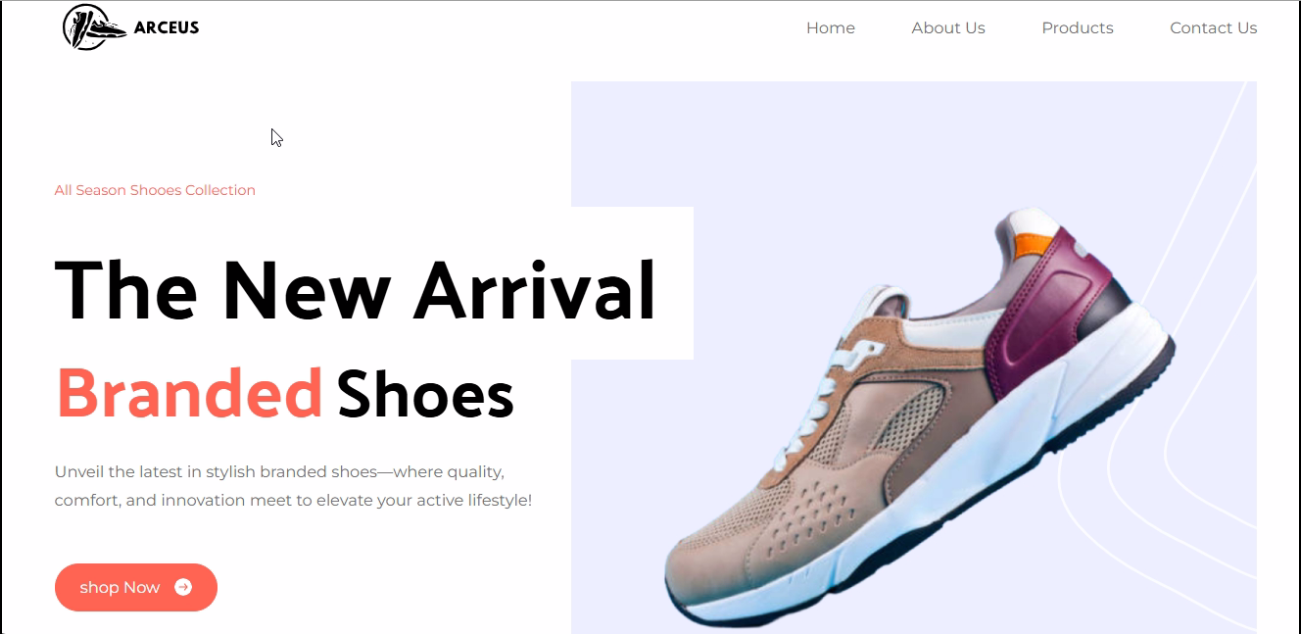 ARCEUS
Home About Us Products Contact Us
All Season Shooes Collection
The New Arrival
Branded Shoes
Unveil the latest in stylish branded shoes—where quality,
comfort, and innovation meet to elevate your active lifestyle!
shop Now